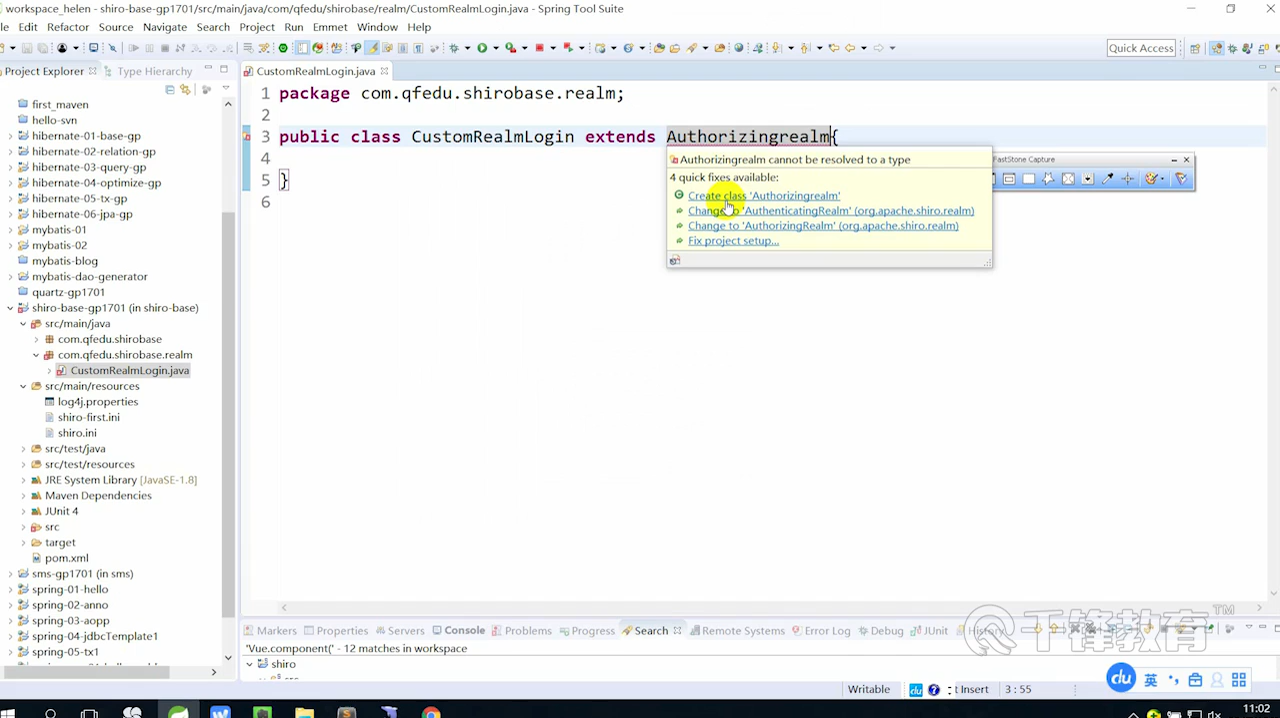 workspace_helen - shiro-base-gp1701/src/main/java/com/qfedu/shirobase/realm/CustomRealmLogin.java - Spring Tool Suite
le Edit Refactor Source Navigate Search Project Run Emmet Window Help
Quick Access
Project Explorer Type Hierarchy
CustomRealmLogin.java
first_maven
hello-svn
hibernate-01-base-gp
hibernate-02-relation-gp
hibernate-03-query-gp
hibernate-04-optimize-gp
hibernate-05-tx-gp
hibernate-06-jpa-gp
mybatis-01
mybatis-02
mybatis-blog
mybatis-dao-generator
quartz-gp1701
shiro-base-gp1701 (in shiro-base)
src/main/java
com.qfedu.shirobase
com.qfedu.shirobase.realm
CustomRealmLogin.java
src/main/resources
log4j.properties
shiro-first.ini
shiro.ini
src/test/java
src/test/resources
JRE System Library [JavaSE-1.8]
Maven Dependencies
JUnit 4
src
target
pom.xml
sms-gp1701 (in sms)
spring-01-hello
spring-02-anno
spring-03-aopp
spring-04-jdbcTemplate1
spring-05-tx1
1 package com.qfedu.shirobase.realm;
2
3 public class CustomRealmLogin extends Authorizingrealm{
4
5 }
6
Authorizingrealm cannot be resolved to a type
4 quick fixes available:
Create class 'Authorizingrealm'
Change to 'AuthenticatingRealm' (org.apache.shiro.realm)
Change to 'AuthorizingRealm' (org.apache.shiro.realm)
Fix project setup...
FastStone Capture
Markers Properties Servers Console Problems Progress Search Remote Systems Error Log Debug JUnit History
'Vue.component(' - 12 matches in workspace
shiro
千锋教育 TM
Writable
t Insert
3 : 55
du 英
11:02